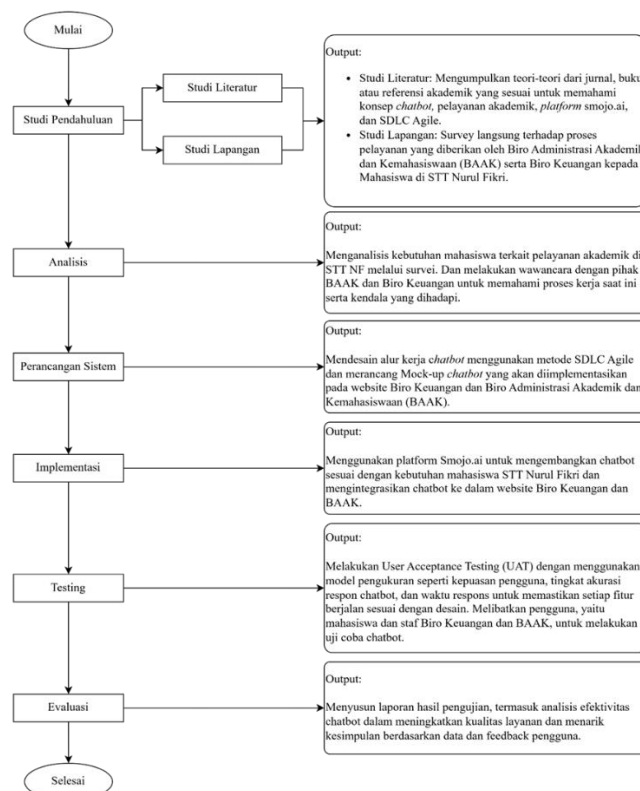 Mulai
Studi Pendahuluan
Studi Literatur
Studi Lapangan
Output:
• Studi Literatur: Mengumpulkan teori-teori dari jurnal, buku
atau referensi akademik yang sesuai untuk memahami
konsep chatbot, pelayanan akademik, platform smojo.ai,
dan SDLC Agile.
• Studi Lapangan: Survey langsung terhadap proses
pelayanan yang diberikan oleh Biro Administrasi Akademik
dan Kemahasiswaan (BAAK) serta Biro Keuangan kepada
Mahasiswa di STT Nurul Fikri.
Analisis
Output:
Menganalisis kebutuhan mahasiswa terkait pelayanan akademik di
STT NF melalui survei. Dan melakukan wawancara dengan pihak
BAAK dan Biro Keuangan untuk memahami proses kerja saat ini
serta kendala yang dihadapi.
Perancangan Sistem
Output:
Mendesain alur kerja chatbot menggunakan metode SDLC Agile
dan merancang Mock-up chatbot yang akan diimplementasikan
pada website Biro Keuangan dan Biro Administrasi Akademik dan
Kemahasiswaan (BAAK).
Implementasi
Output:
Menggunakan platform Smojo.ai untuk mengembangkan chatbot
sesuai dengan kebutuhan mahasiswa STT Nurul Fikri dan
mengintegrasikan chatbot ke dalam website Biro Keuangan dan
BAAK.
Testing
Output:
Melakukan User Acceptance Testing (UAT) dengan menggunakan
model pengukuran seperti kepuasan pengguna, tingkat akurasi
respon chatbot, dan waktu respons untuk memastikan setiap fitur
berjalan sesuai dengan desain. Melibatkan pengguna, yaitu
mahasiswa dan staf Biro Keuangan dan BAAK, untuk melakukan
uji coba chatbot.
Evaluasi
Output:
Menyusun laporan hasil pengujian, termasuk analisis efektivitas
chatbot dalam meningkatkan kualitas layanan dan menarik
kesimpulan berdasarkan data dan feedback pengguna.
Selesai